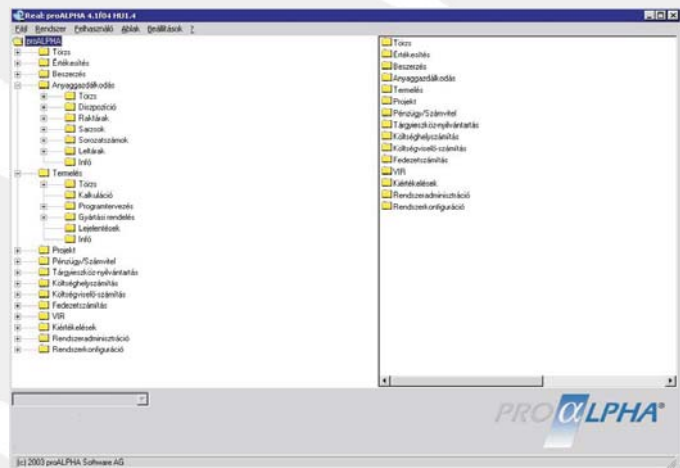 Real: proALPHA 4.1f04 HU1.4
Fájl Rendszer Felhasználó Ablak Beállítások ?
proALPHA
Törzs
Értékesítés
Beszerzés
Anyaggazdálkodás
Törzs
Diszpozíció
Raktárak
Sarzsok
Sorozatszámok
Leltárak
Infó
Termelés
Törzs
Kalkuláció
Programtervezés
Gyártási rendelés
Lejelentések
Infó
Projekt
Pénzügy/Számvitel
Tárgyieszköz-nyilvántartás
Költséghelyszámítás
Költségviselő-számítás
Fedezetszámítás
VIR
Kiértékelések
Rendszeradminisztráció
Rendszerkonfiguráció
Törzs
Értékesítés
Beszerzés
Anyaggazdálkodás
Termelés
Projekt
Pénzügy/Számvitel
Tárgyieszköz-nyilvántartás
Költséghelyszámítás
Költségviselő-számítás
Fedezetszámítás
VIR
Kiértékelések
Rendszeradminisztráció
Rendszerkonfiguráció
PROαLPHA®
(c) 2003 proALPHA Software AG